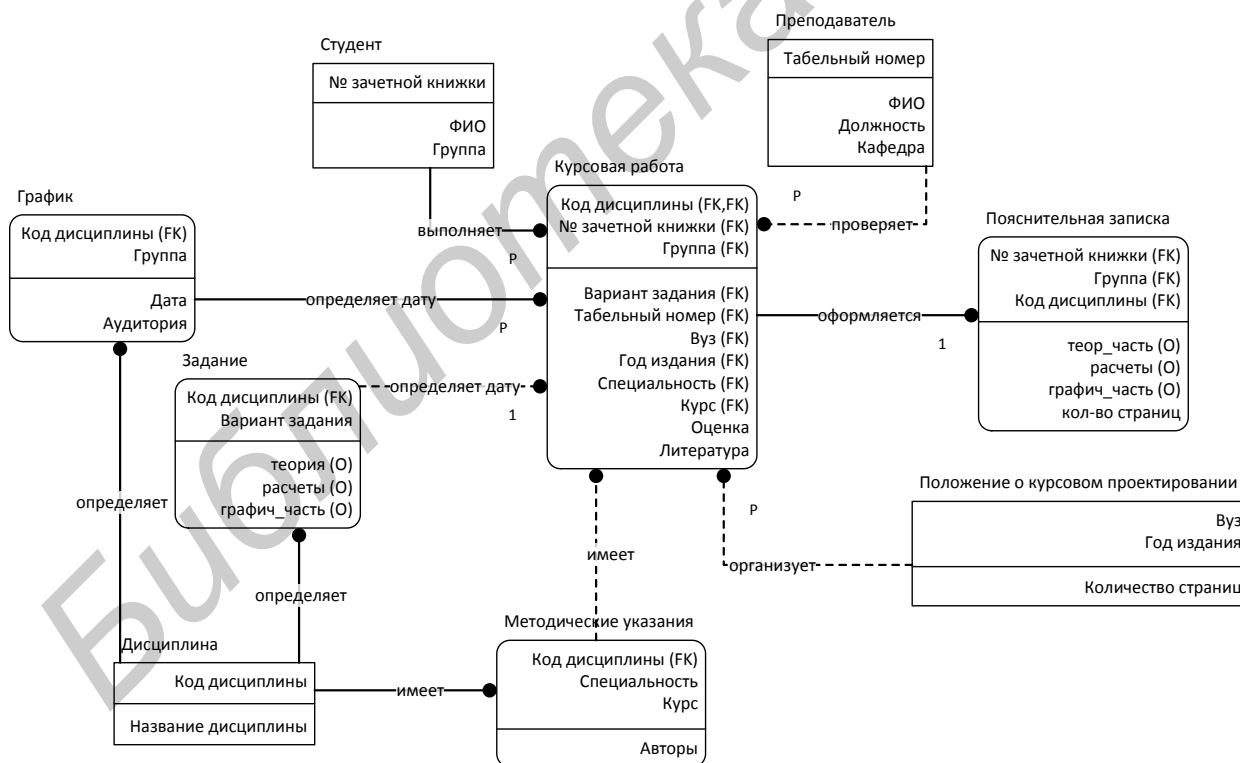 Преподаватель
Табельный номер
ФИО
Должность
Кафедра
Студент
№ зачетной книжки
ФИО
Группа
Курсовая работа
Код дисциплины (FK,FK)
№ зачетной книжки (FK)
Группа (FK)
Вариант задания (FK)
Табельный номер (FK)
Вуз (FK)
Год издания (FK)
Специальность (FK)
Курс (FK)
Оценка
Литература
P
проверяет
выполняет
P
График
Код дисциплины (FK)
Группа
Дата
Аудитория
определяет дату
P
Пояснительная записка
№ зачетной книжки (FK)
Группа (FK)
Код дисциплины (FK)
теор_часть (O)
расчеты (O)
графич_часть (O)
кол-во страниц
оформляется
1
Задание
Код дисциплины (FK)
Вариант задания
теория (O)
расчеты (O)
графич_часть (O)
определяет дату
1
Положение о курсовом проектировании
Вуз
Год издания
Количество страниц
P
организует
определяет
имеет
определяет
Методические указания
Код дисциплины (FK)
Специальность
Курс
Авторы
Дисциплина
Код дисциплины
Название дисциплины
имеет
Библиотека